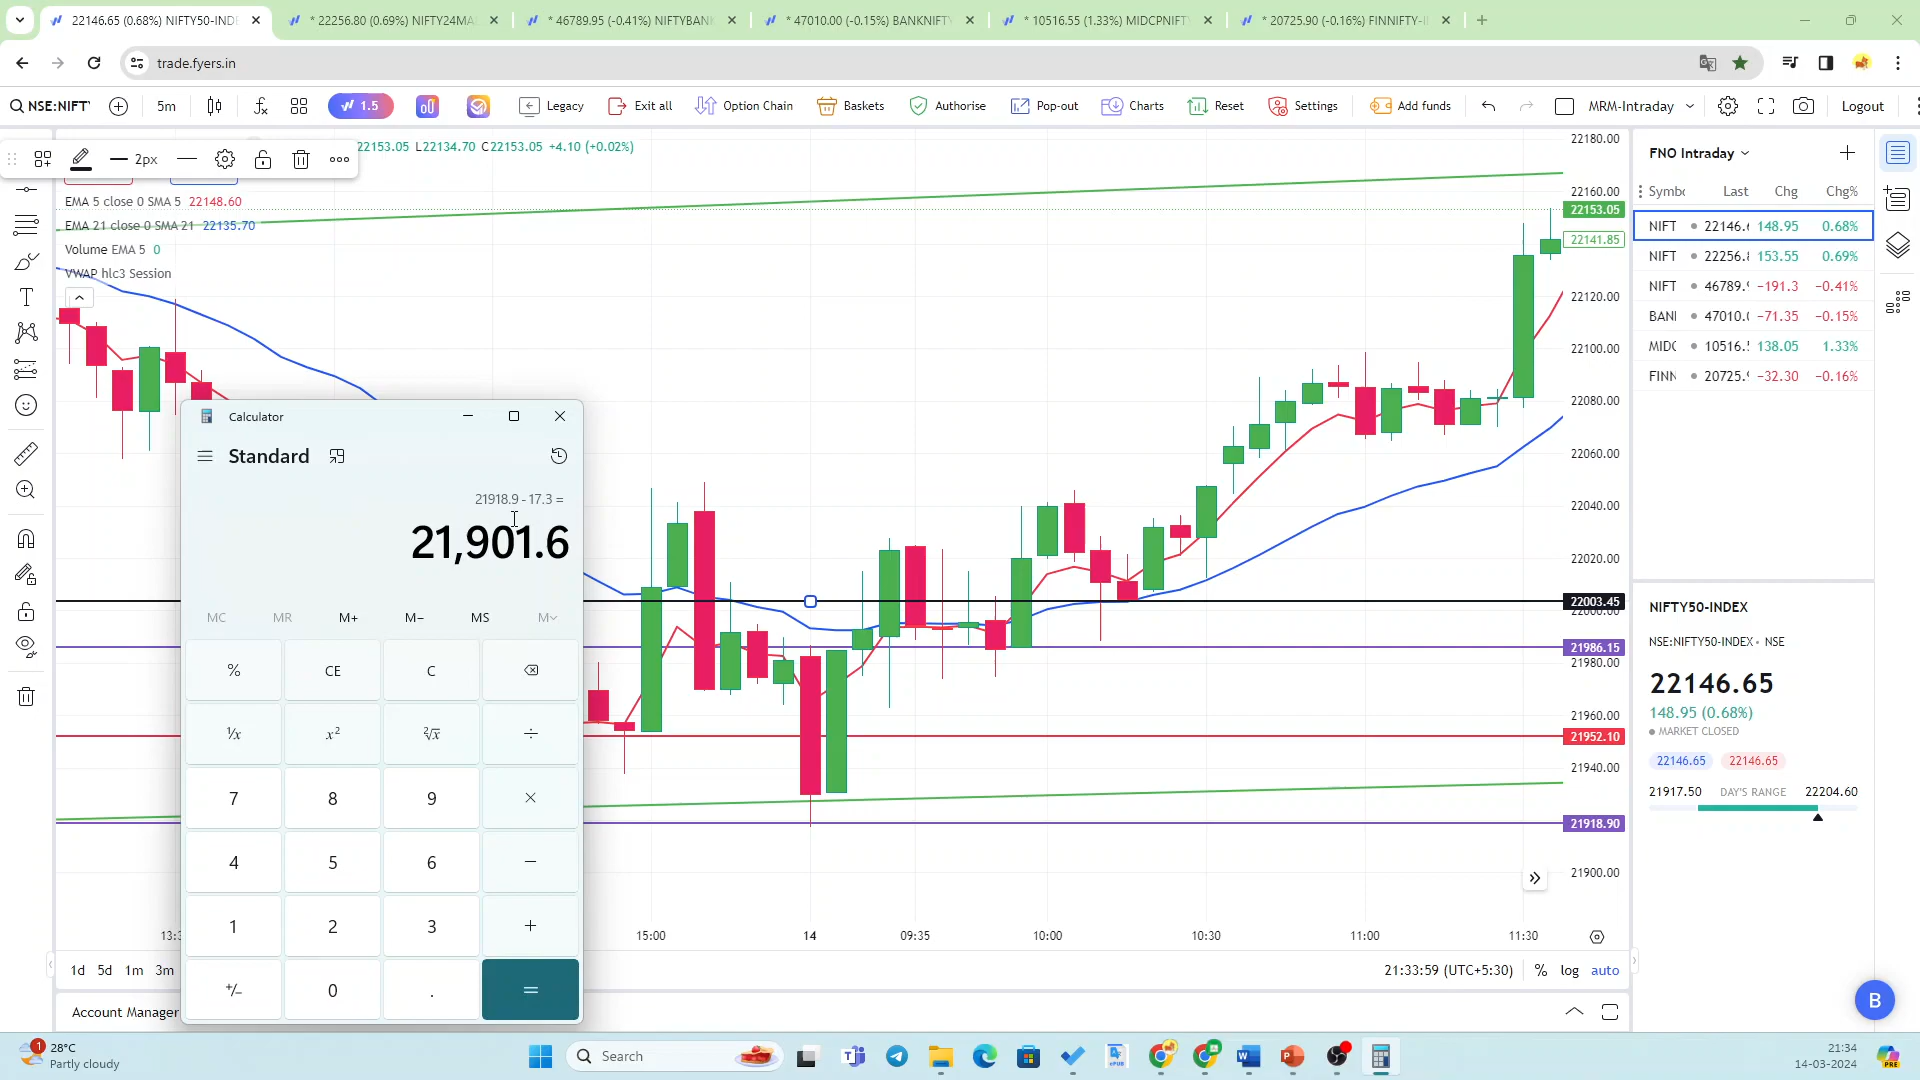 22146.65 (0.68%) NIFTY50-INDE
* 22256.80 (0.69%) NIFTY24MA
* 46789.95 (-0.41%) NIFTYBANK
* 47010.00 (-0.15%) BANKNIFTY
* 10516.55 (1.33%) MIDCPNIFT
* 20725.90 (-0.16%) FINNIFTY-I
trade.fyers.in
NSE:NIFT
5m
1.5
Legacy
Exit all
Option Chain
Baskets
Authorise
Pop-out
Charts
Reset
Settings
Add funds
MRM-Intraday
Logout
2px
22153.05 L22134.70 C22153.05 +4.10 (+0.02%)
EMA 5 close 0 SMA 5 22148.60
EMA 21 close 0 SMA 21 22135.70
Volume EMA 5 0
VWAP hlc3 Session
22180.00
22160.00
22153.05
22141.85
22120.00
22100.00
22080.00
22060.00
22040.00
22020.00
22003.45
22000.00
21986.15
21980.00
21960.00
21952.10
21940.00
21918.90
21900.00
Calculator
Standard
21918.9 - 17.3 =
21,901.6
MC MR M+ M− MS M
% CE C
1/x x² ²√x ÷
7 8 9 ×
4 5 6 −
1 2 3 +
+/− 0 . =
15:00 14 09:35 10:00 10:30 11:00 11:30
1d 5d 1m 3m
21:33:59 (UTC+5:30) % log auto
Account Manager
FNO Intraday
Last Chg Chg%
NIFT 22146. 148.95 0.68%
NIFT 22256. 153.55 0.69%
NIFT 46789. −191.3 −0.41%
BANI 47010. −71.35 −0.15%
MIDC 10516. 138.05 1.33%
FINN 20725. −32.30 −0.16%
NIFTY50-INDEX
NSE:NIFTY50-INDEX • NSE
22146.65
148.95 (0.68%)
MARKET CLOSED
22146.65 22146.65
21917.50 DAY'S RANGE 22204.60
B
1
28°C
Partly cloudy
Search
21:34
14-03-2024
PRE